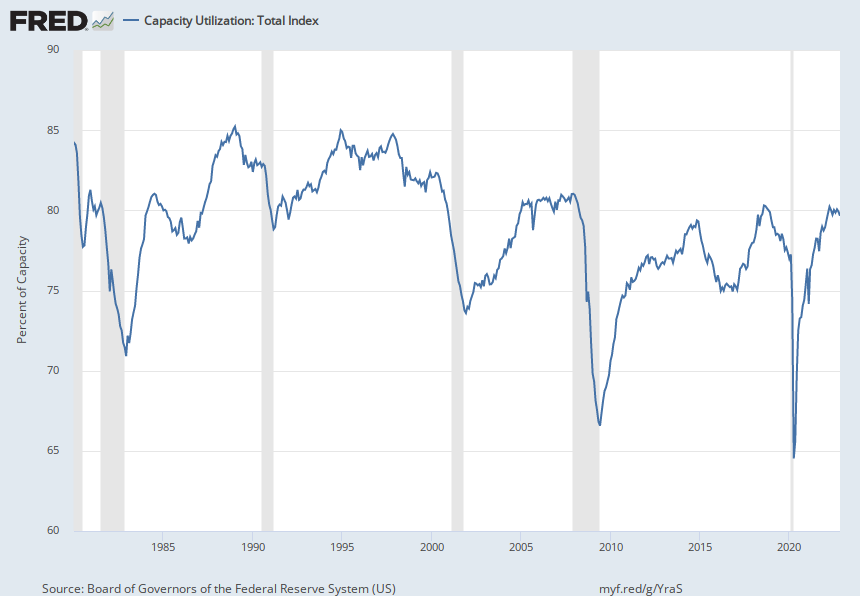 FRED Capacity Utilization: Total Index
90
85
80
75
70
65
60
Percent of Capacity
1985 1990 1995 2000 2005 2010 2015 2020
Source: Board of Governors of the Federal Reserve System (US) myf.red/g/YraS